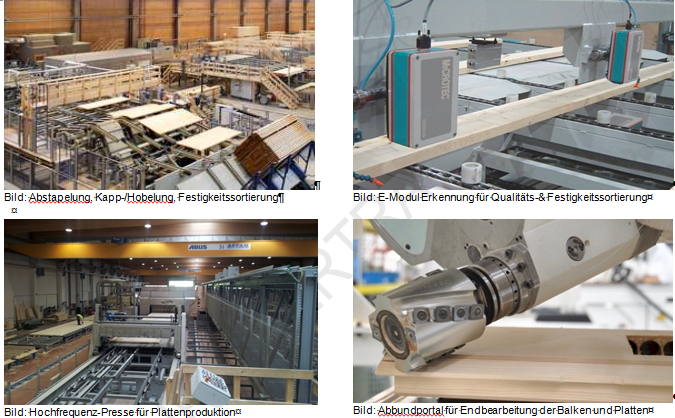 MICROTEC
Bild: Abstapelung, Kapp-/Hobelung, Festigkeitssortierung¶
¤
Bild: E-Modul-Erkennung für Qualitäts-& Festigkeitssortierung¤
ABUS
Bild: Hochfrequenz-Presse für Plattenproduktion¤
Bild: Abbundportal für Endbearbeitung der Balken und Platten¤